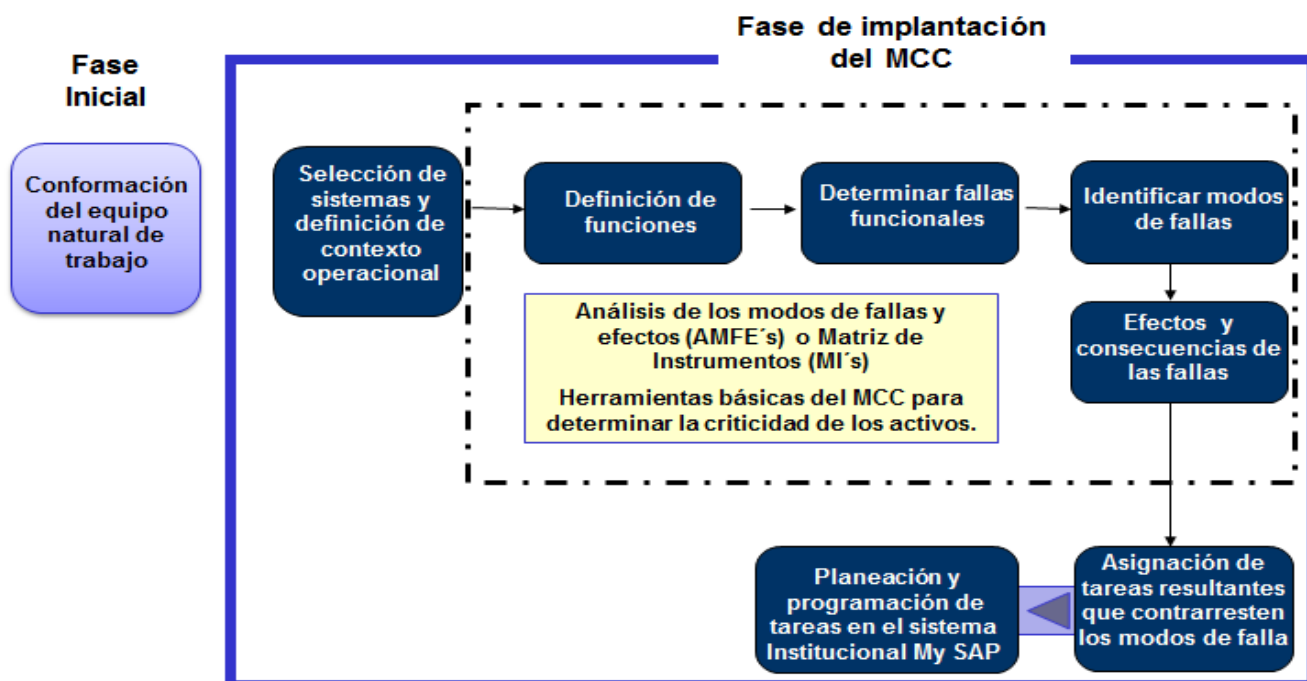 Fase de implantación
del MCC
Fase
Inicial
Conformación
del equipo
natural de
trabajo
Selección de
sistemas y
definición de
contexto
operacional
Definición de
funciones
Determinar fallas
funcionales
Identificar modos
de fallas
Análisis de los modos de fallas y
efectos (AMFE´s) o Matriz de
Instrumentos (MI´s)
Herramientas básicas del MCC para
determinar la criticidad de los activos.
Efectos y
consecuencias de
las fallas
Asignación de
tareas resultantes
que contrarresten
los modos de falla
Planeación y
programación de
tareas en el sistema
Institucional My SAP